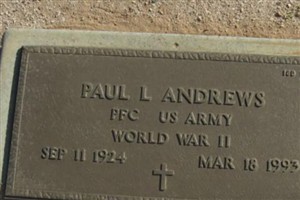 PAUL L ANDREWS
PFC US ARMY
WORLD WAR II
SEP 11 1924 MAR 18 1993